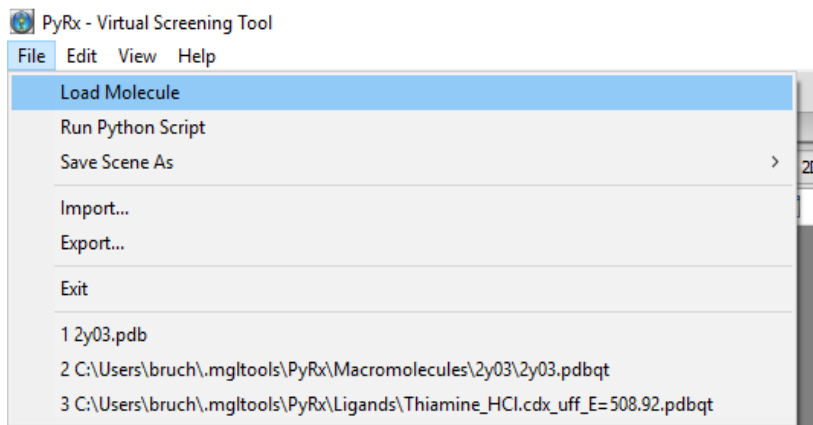 PyRx - Virtual Screening Tool
File Edit View Help
Load Molecule
Run Python Script
Save Scene As
Import...
Export...
Exit
1 2y03.pdb
2 C:\Users\bruch\.mgltools\PyRx\Macromolecules\2y03\2y03.pdbqt
3 C:\Users\bruch\.mgltools\PyRx\Ligands\Thiamine_HCl.cdx_uff_E=508.92.pdbqt